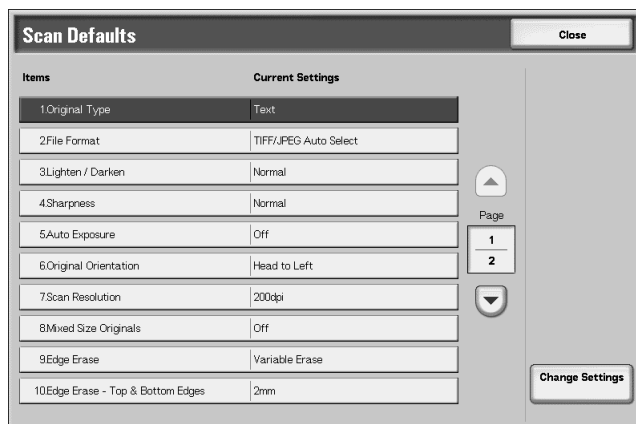 Scan Defaults
Close
Items Current Settings
1.Original Type Text
2.File Format TIFF/JPEG Auto Select
3.Lighten / Darken Normal
4.Sharpness Normal
5.Auto Exposure Off
6.Original Orientation Head to Left
7.Scan Resolution 200dpi
8.Mixed Size Originals Off
9.Edge Erase Variable Erase
10.Edge Erase - Top & Bottom Edges 2mm
Page
1
2
Change Settings